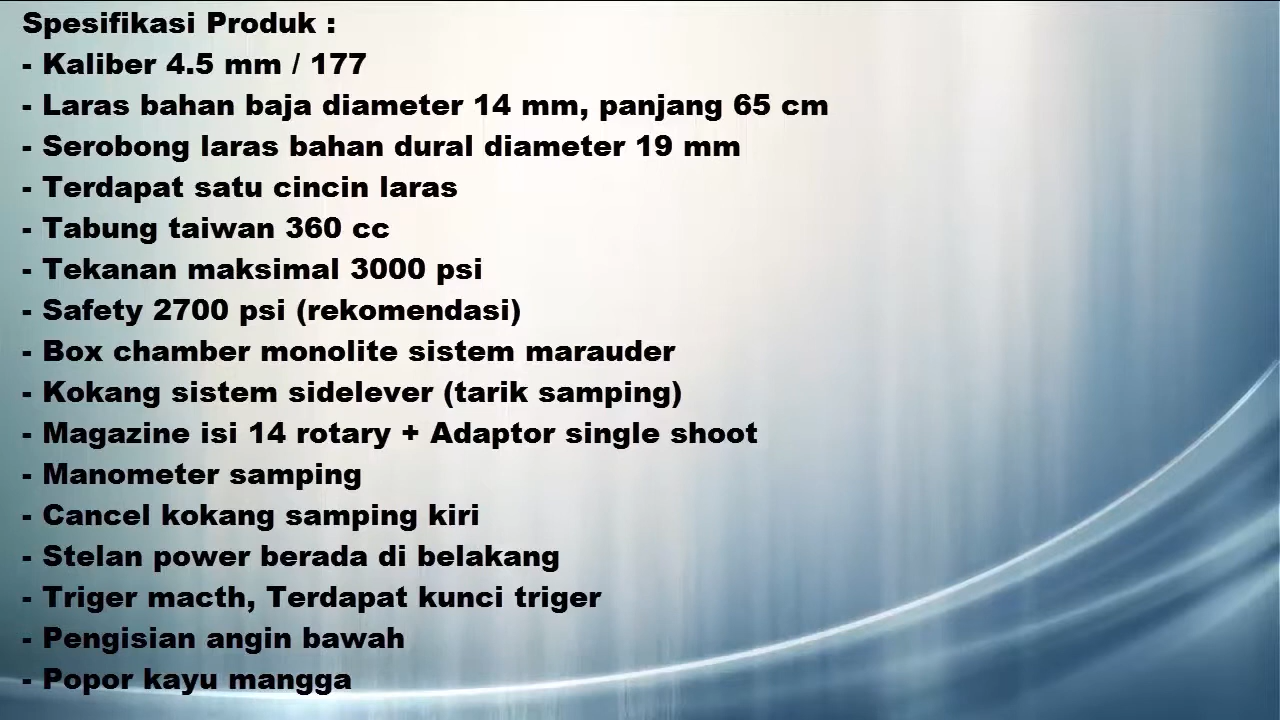 Spesifikasi Produk :
- Kaliber 4.5 mm / 177
- Laras bahan baja diameter 14 mm, panjang 65 cm
- Serobong laras bahan dural diameter 19 mm
- Terdapat satu cincin laras
- Tabung taiwan 360 cc
- Tekanan maksimal 3000 psi
- Safety 2700 psi (rekomendasi)
- Box chamber monolite sistem marauder
- Kokang sistem sidelever (tarik samping)
- Magazine isi 14 rotary + Adaptor single shoot
- Manometer samping
- Cancel kokang samping kiri
- Stelan power berada di belakang
- Triger macth, Terdapat kunci triger
- Pengisian angin bawah
- Popor kayu mangga